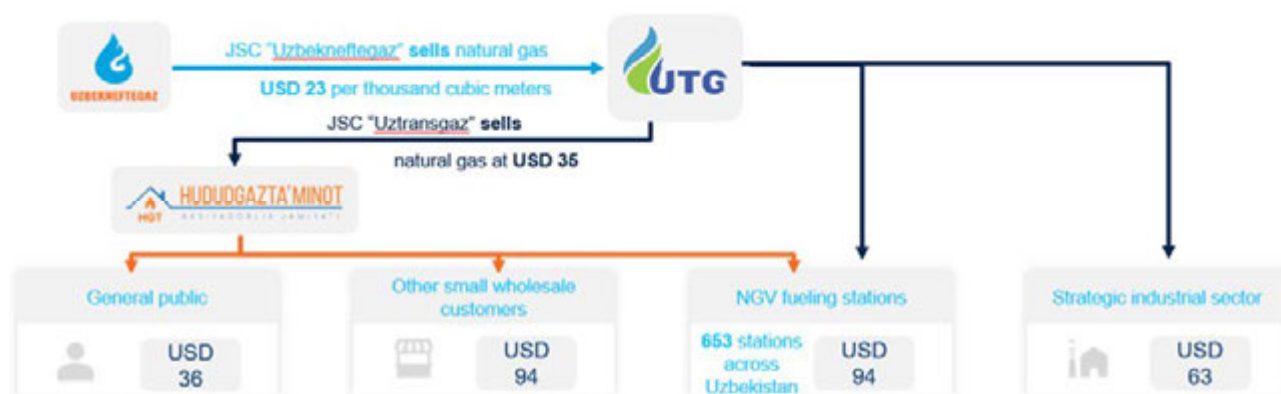 JSC "Uzbekneftegaz" sells natural gas
UZBEKNEFTEGAZ
USD 23 per thousand cubic meters
UTG
JSC "Uztransgaz" sells
natural gas at USD 35
HUDUDGAZTA'MINOT
HGT
General public
USD
36
Other small wholesale
customers
USD
94
NGV fueling stations
653 stations
across
Uzbekistan
USD
94
Strategic industrial sector
USD
63